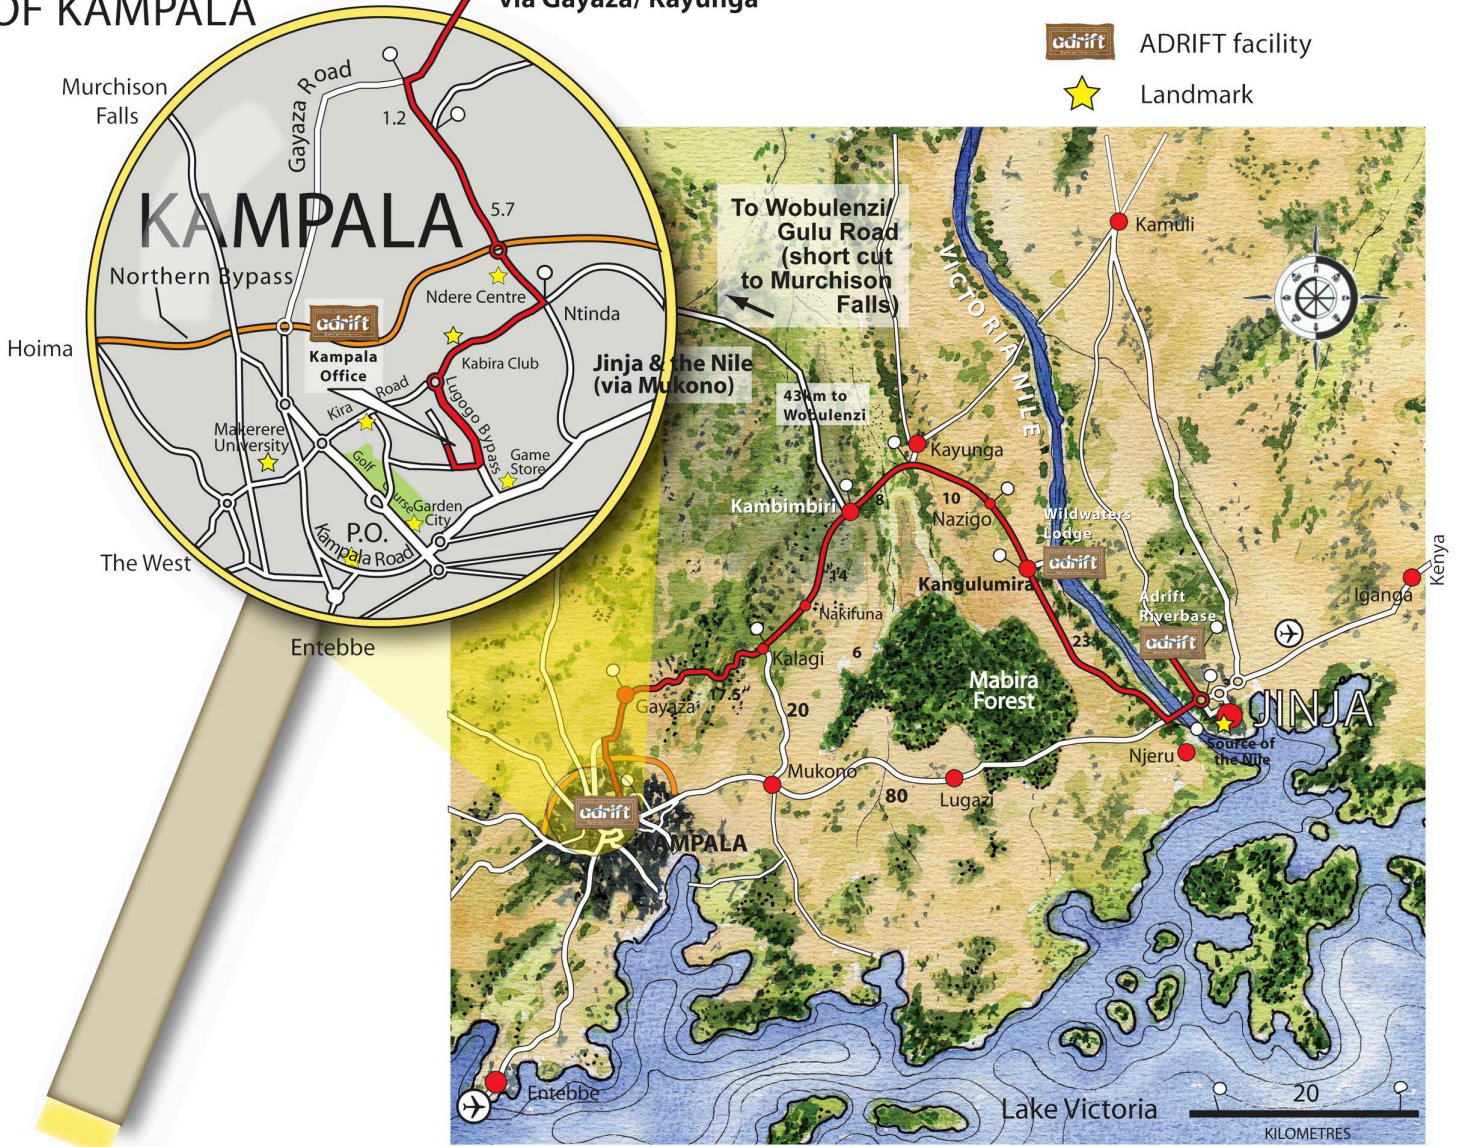 OF KAMPALA
via Gayaza/ Kayunga
adrift
ADRIFT facility
Landmark
Murchison
Falls
Gayaza Road
1.2
5.7
KAMPALA
Northern Bypass
Hoima
adrift
Kampala
Office
Ndere Centre
Ntinda
Kabira Club
Kira Road
Lugogo Bypass
Makerere
University
Golf
Course
Garden
City
Game
Store
P.O.
Kampala Road
The West
Entebbe
Jinja & the Nile
(via Mukono)
To Wobulenzi/
Gulu Road
(short cut
to Murchison
Falls)
43km to
Wobulenzi
VICTORIA NILE
Kamuli
Kayunga
Kambimbiri
8
10
Nazigo
Wildwaters
Lodge
adrift
Kangulumira
14
Nakifuna
6
Kalagi
17.5
Gayaza
20
23
Mabira
Forest
Adrift
Riverbase
adrift
Iganga
Kenya
JINJA
Source of
the Nile
Njeru
Mukono
80
Lugazi
adrift
KAMPALA
Entebbe
Lake Victoria
20
KILOMETRES